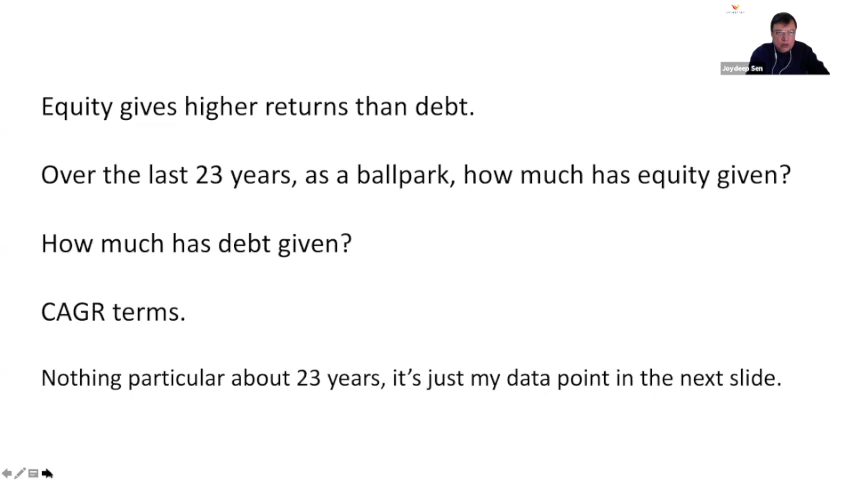 Joydeep Sen
Equity gives higher returns than debt.
Over the last 23 years, as a ballpark, how much has equity given?
How much has debt given?
CAGR terms.
Nothing particular about 23 years, it's just my data point in the next slide.